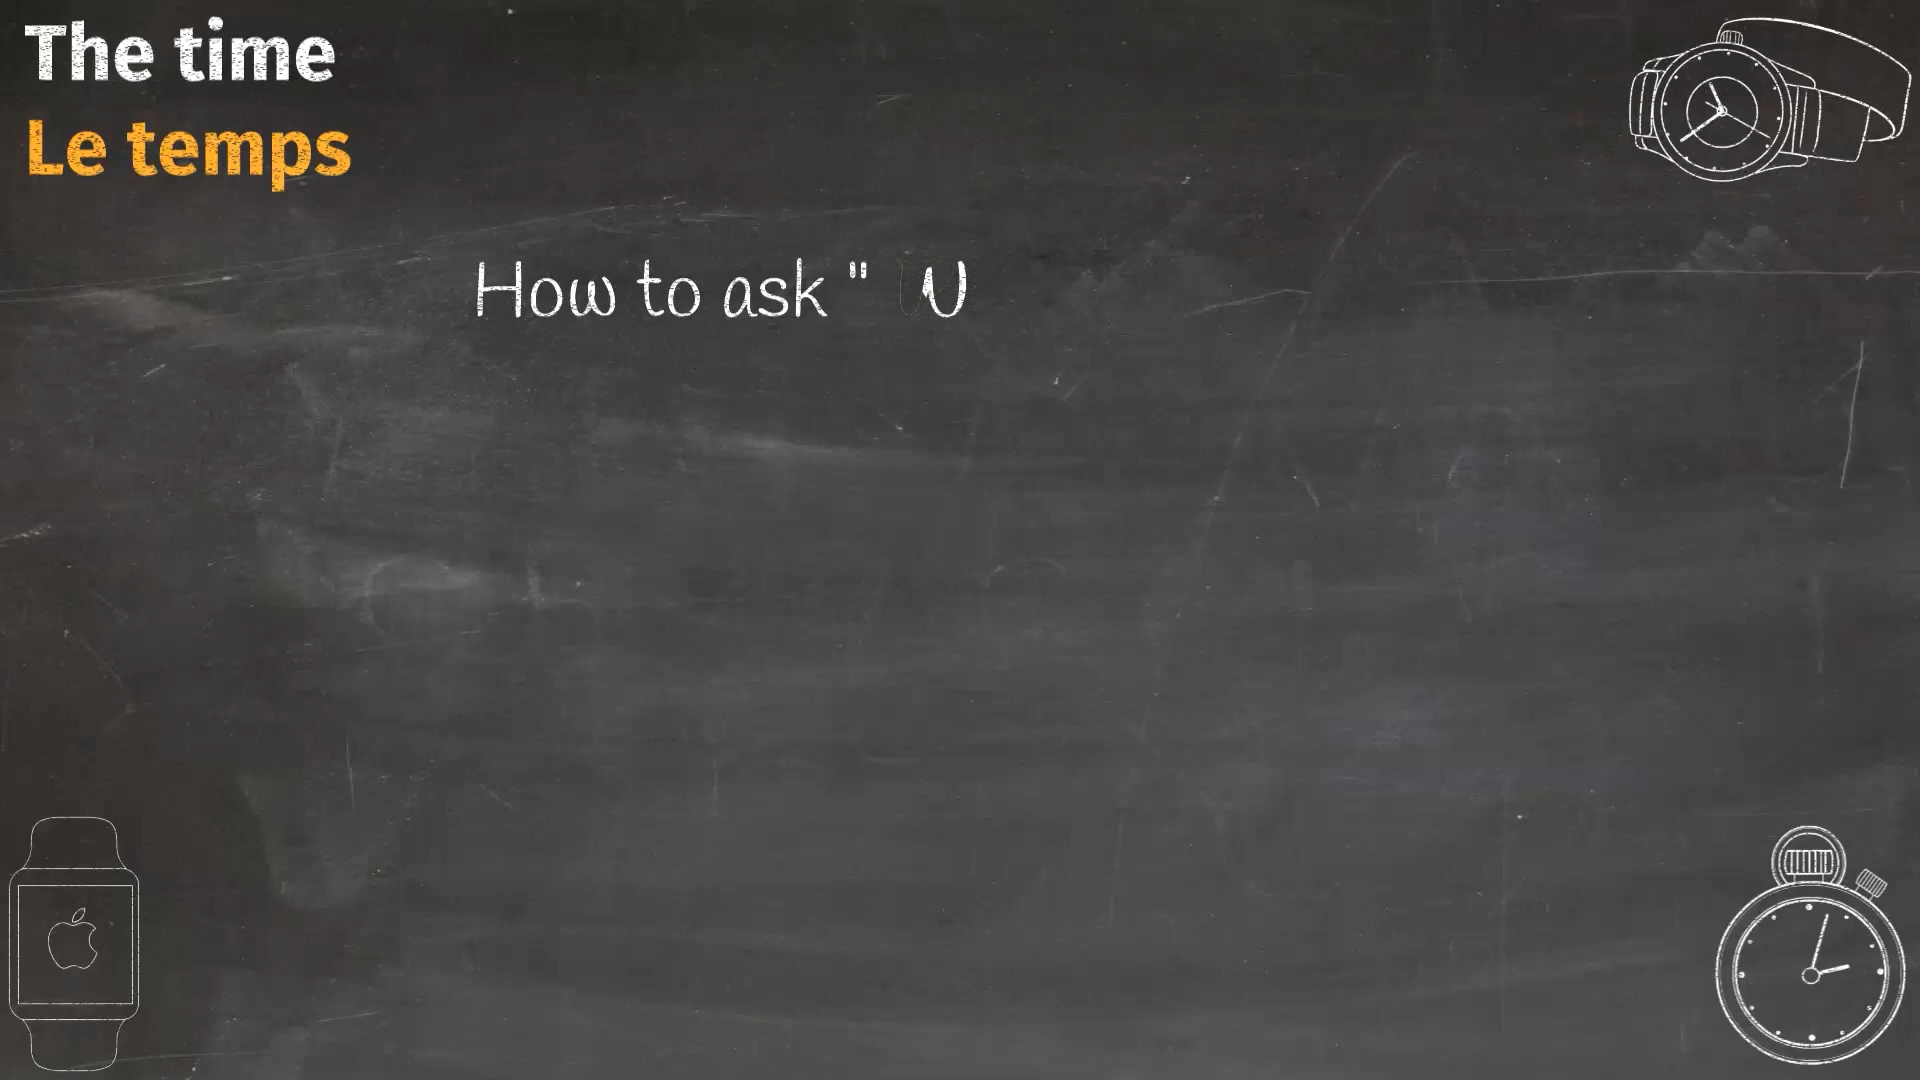 The time
Le temps
How to ask "